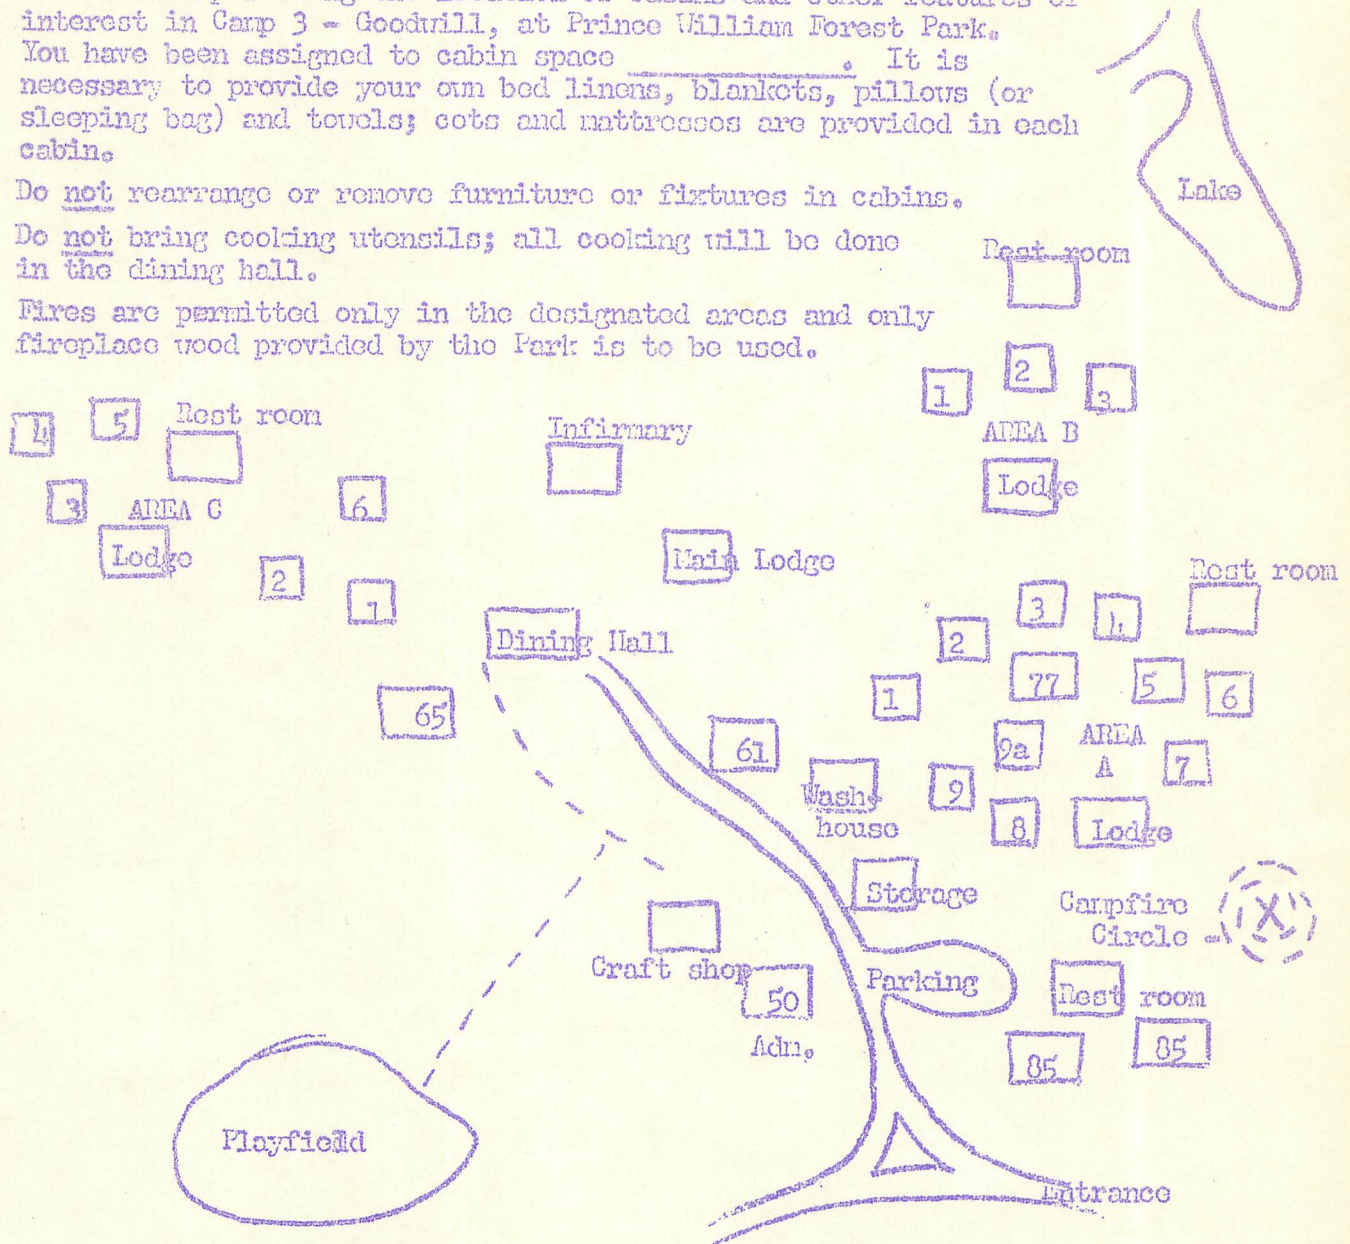 interest in Camp 3 - Goodwill, at Prince William Forest Park.
You have been assigned to cabin space ____________. It is
necessary to provide your own bed linens, blankets, pillows (or
sleeping bag) and towels; cots and mattresses are provided in each
cabin.
Do not rearrange or remove furniture or fixtures in cabins.
Do not bring cooking utensils; all cooking will be done
in the dining hall.
Fires are permitted only in the designated areas and only
fireplace wood provided by the Park is to be used.
Lake
Rest room
1
2
3
AREA B
Lodge
4
5
Rest room
3
AREA C
6
Lodge
2
1
Infirmary
Main Lodge
Dining Hall
65
61
Wash-
house
Storage
Rest room
3
4
2
77
5
6
1
9a
AREA
A
7
9
8
Lodge
Campfire
Circle -
X
Craft shop
50
Adm.
Parking
Rest room
85
85
Playfield
Entrance